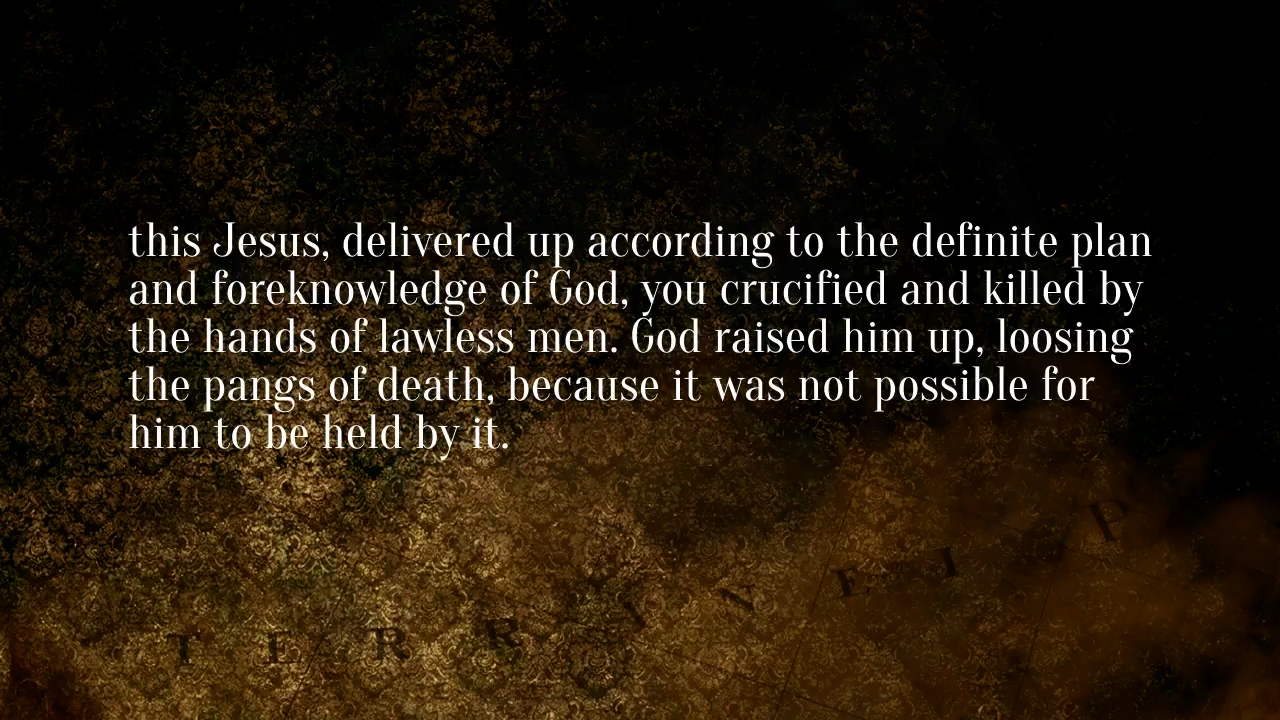 this Jesus, delivered up according to the definite plan
and foreknowledge of God, you crucified and killed by
the hands of lawless men. God raised him up, loosing
the pangs of death, because it was not possible for
him to be held by it.
T E R R N E I P